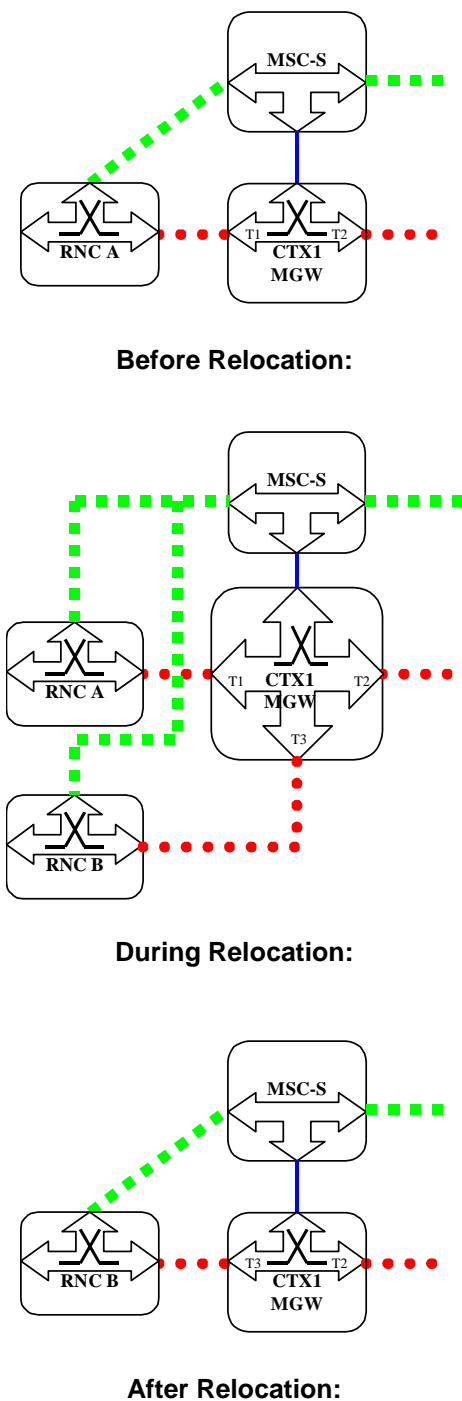 MSC-S
RNC A
T1
T2
CTX1
MGW
Before Relocation:
MSC-S
RNC A
T1
CTX1
T2
MGW
T3
RNC B
During Relocation:
MSC-S
RNC B
T3
T2
CTX1
MGW
After Relocation: